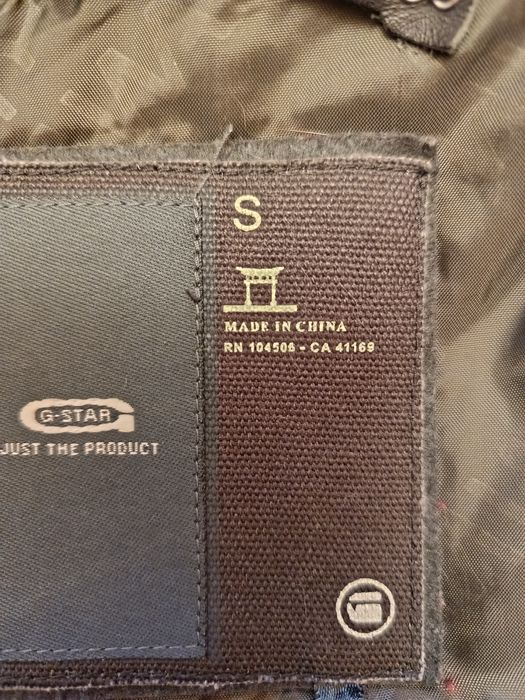 S
MADE IN CHINA
RN 104506 - CA 41169
G-STAR
JUST THE PRODUCT